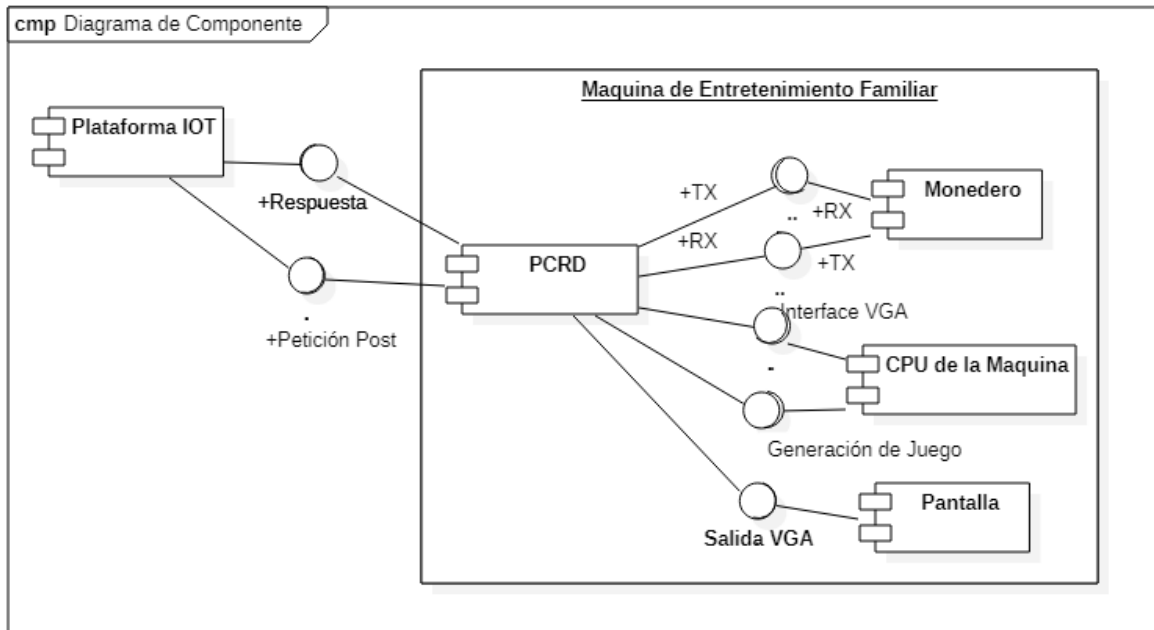 cmp Diagrama de Componente
Maquina de Entretenimiento Familiar
Plataforma IOT
+Respuesta
+Petición Post
PCRD
+TX
+RX
+RX
+TX
Monedero
Interface VGA
CPU de la Maquina
Generación de Juego
Salida VGA
Pantalla